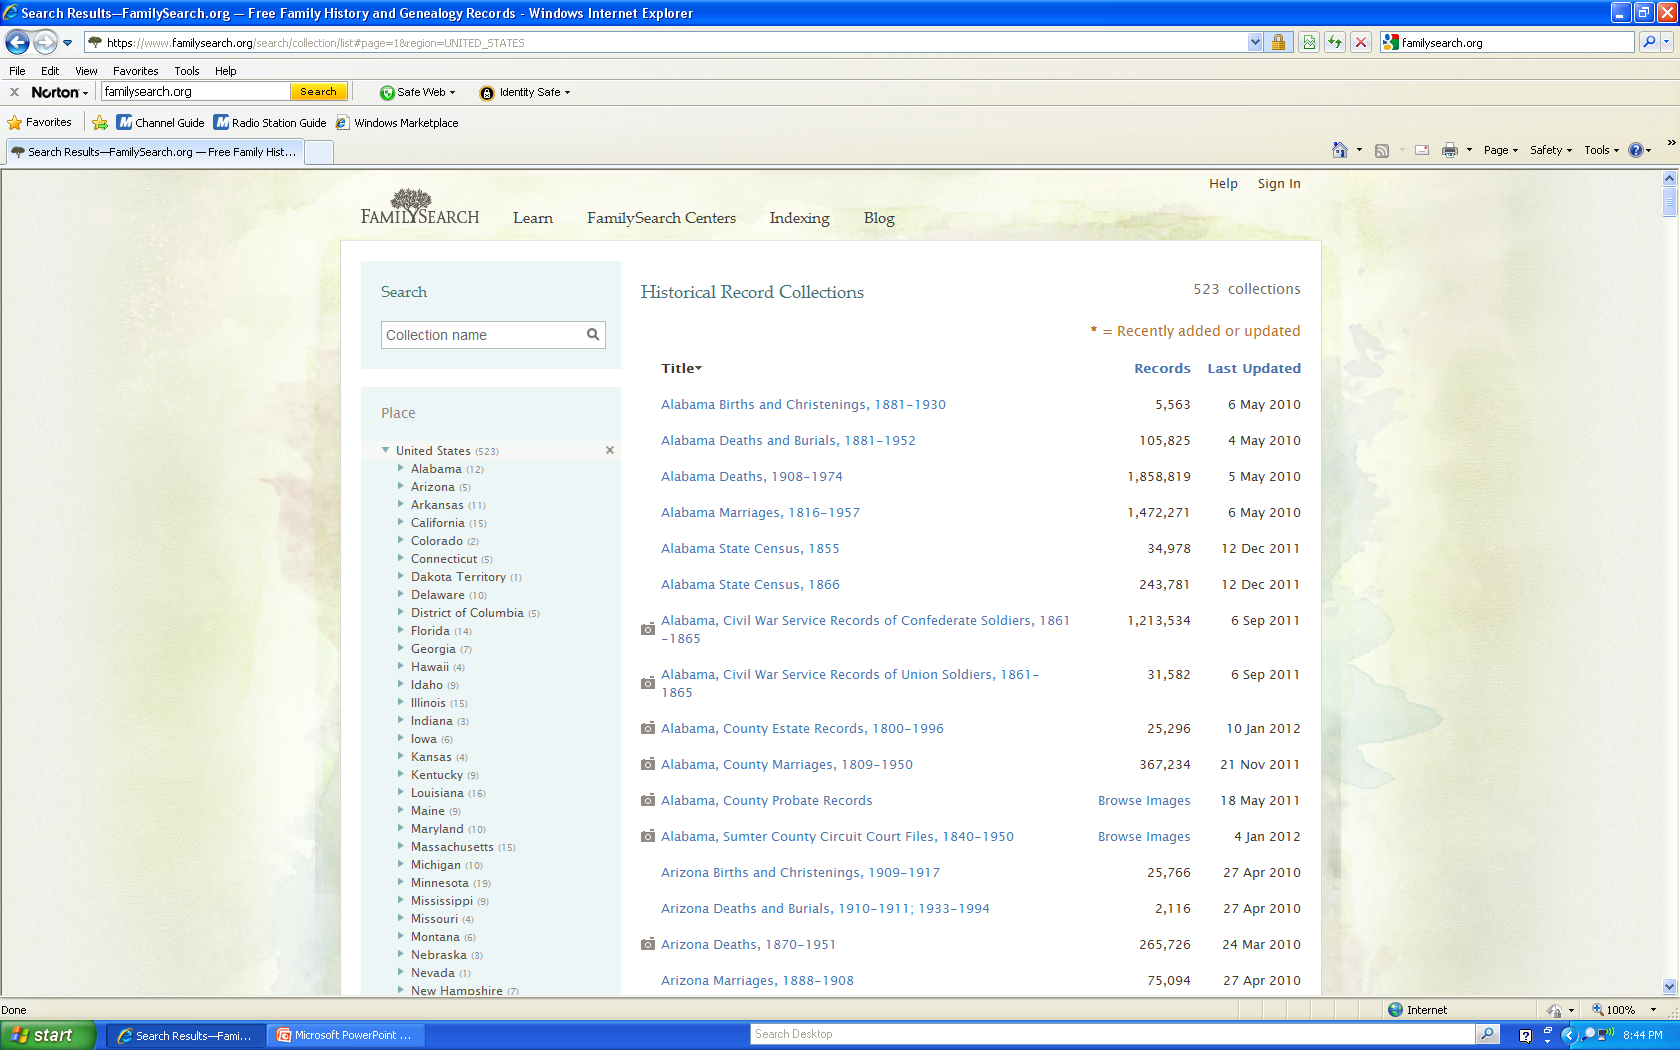 Search Results—FamilySearch.org — Free Family History and Genealogy Records - Windows Internet Explorer
https://www.familysearch.org/search/collection/list#page=1&region=UNITED_STATES
familysearch.org
File Edit View Favorites Tools Help
x Norton familysearch.org Search Safe Web Identity Safe
Favorites Channel Guide Radio Station Guide Windows Marketplace
Search Results—FamilySearch.org — Free Family Hist... Page Safety Tools »
Help Sign In
FAMILYSEARCH Learn FamilySearch Centers Indexing Blog
Search
Collection name
Place
United States (523)
Alabama (12)
Arizona (5)
Arkansas (11)
California (15)
Colorado (2)
Connecticut (5)
Dakota Territory (1)
Delaware (10)
District of Columbia (5)
Florida (14)
Georgia (7)
Hawaii (4)
Idaho (9)
Illinois (15)
Indiana (3)
Iowa (6)
Kansas (4)
Kentucky (9)
Louisiana (16)
Maine (9)
Maryland (10)
Massachusetts (15)
Michigan (10)
Minnesota (19)
Mississippi (9)
Missouri (4)
Montana (6)
Nebraska (3)
Nevada (1)
New Hampshire (7)
Historical Record Collections 523 collections
* = Recently added or updated
Title Records Last Updated
Alabama Births and Christenings, 1881-1930 5,563 6 May 2010
Alabama Deaths and Burials, 1881-1952 105,825 4 May 2010
Alabama Deaths, 1908-1974 1,858,819 5 May 2010
Alabama Marriages, 1816-1957 1,472,271 6 May 2010
Alabama State Census, 1855 34,978 12 Dec 2011
Alabama State Census, 1866 243,781 12 Dec 2011
Alabama, Civil War Service Records of Confederate Soldiers, 1861 1,213,534 6 Sep 2011
-1865
Alabama, Civil War Service Records of Union Soldiers, 1861- 31,582 6 Sep 2011
1865
Alabama, County Estate Records, 1800-1996 25,296 10 Jan 2012
Alabama, County Marriages, 1809-1950 367,234 21 Nov 2011
Alabama, County Probate Records Browse Images 18 May 2011
Alabama, Sumter County Circuit Court Files, 1840-1950 Browse Images 4 Jan 2012
Arizona Births and Christenings, 1909-1917 25,766 27 Apr 2010
Arizona Deaths and Burials, 1910-1911; 1933-1994 2,116 27 Apr 2010
Arizona Deaths, 1870-1951 265,726 24 Mar 2010
Arizona Marriages, 1888-1908 75,094 27 Apr 2010
Done Internet 100%
start Search Results—Fami... Microsoft PowerPoint ... Search Desktop 8:44 PM